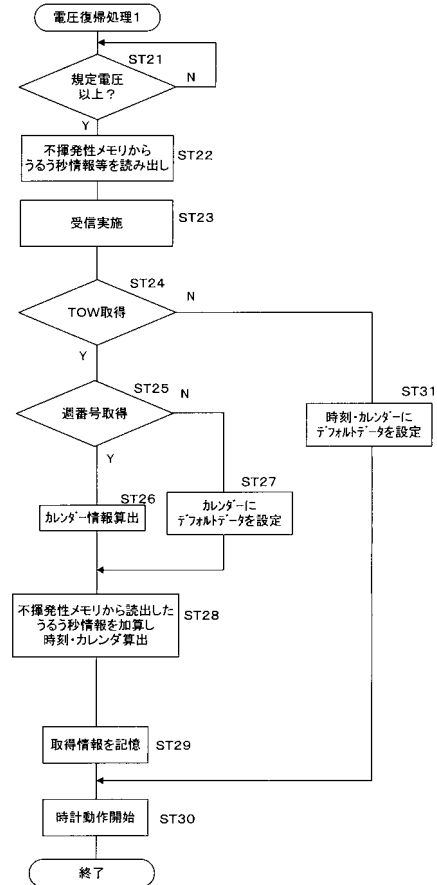 電圧復帰処理1
ST21
規定電圧
以上？
N
Y
不揮発性メモリから
うるう秒情報等を読み出し
ST22
受信実施
ST23
ST24
TOW取得
N
Y
ST25
週番号取得
N
Y
ST31
時刻・カレンダーに
デフォルトデータを設定
ST26
カレンダー情報算出
ST27
カレンダーに
デフォルトデータを設定
不揮発性メモリから読出した
うるう秒情報を加算し
時刻・カレンダ算出
ST28
取得情報を記憶
ST29
時計動作開始
ST30
終了